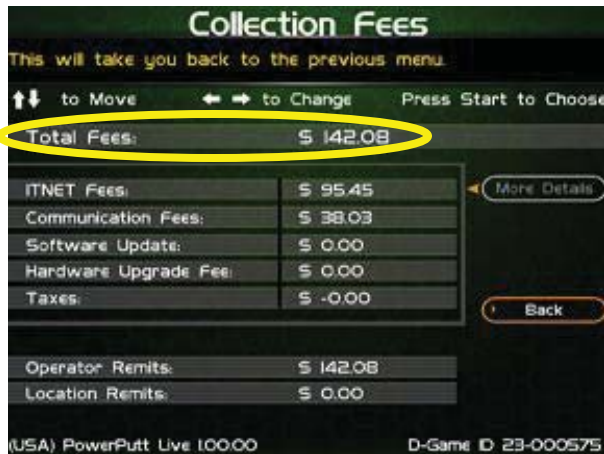 Collection Fees
This will take you back to the previous menu.
to Move to Change Press Start to Choose
Total Fees: $ 142.08
ITNET Fees: $ 95.45
More Details
Communication Fees: $ 38.03
Software Update: $ 0.00
Hardware Upgrade Fee: $ 0.00
Taxes: $ -0.00
Back
Operator Remits: $ 142.08
Location Remits: $ 0.00
(USA) PowerPutt Live 1.00.00 D-Game ID 23-000575